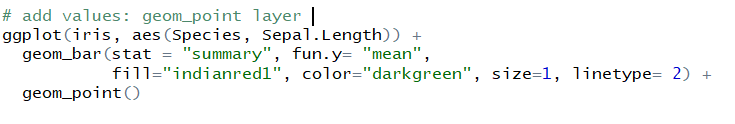 # add values: geom_point layer
ggplot(iris, aes(Species, Sepal.Length)) +
  geom_bar(stat = "summary", fun.y= "mean",
           fill="indianred1", color="darkgreen", size=1, linetype= 2) +
  geom_point()